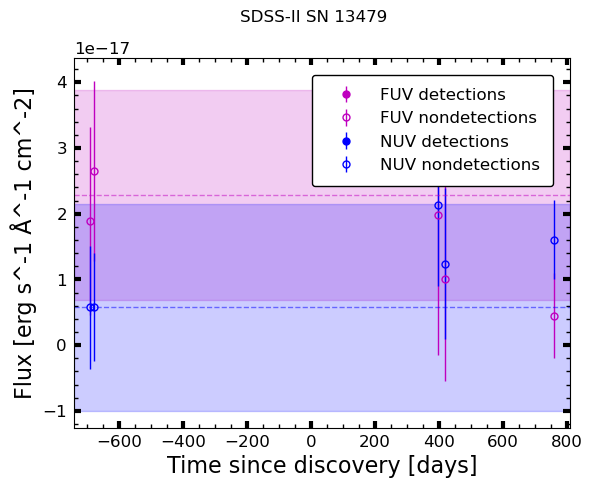 SDSS-II SN 13479
1e−17
Flux [erg s^-1 Å^-1 cm^-2]
4
3
2
1
0
−1
FUV detections
FUV nondetections
NUV detections
NUV nondetections
−600 −400 −200 0 200 400 600 800
Time since discovery [days]